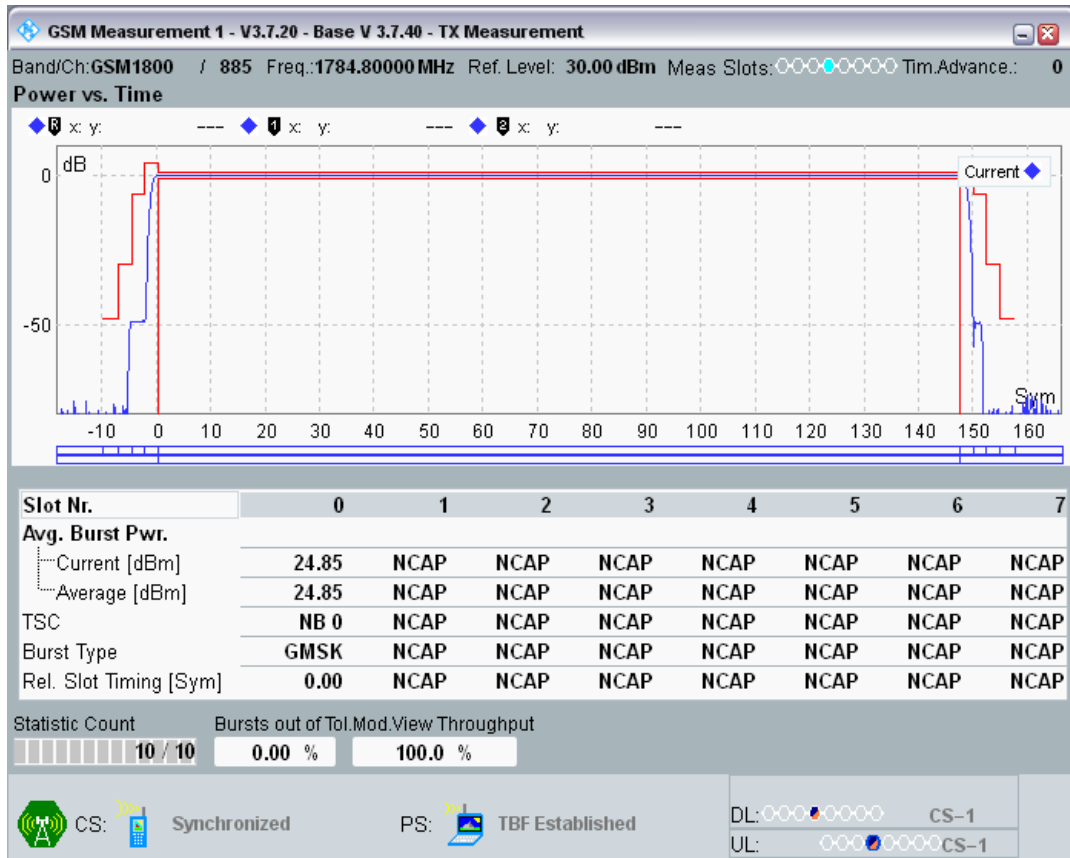 GSM Measurement 1 - V3.7.20 - Base V 3.7.40 - TX Measurement
Band/Ch:GSM1800 / 885 Freq.:1784.80000 MHz Ref. Level: 30.00 dBm Meas Slots: Tim.Advance.: 0
Power vs. Time
R x: y: --- 1 x: y: --- 2 x: y: ---
dB
Current
0
-50
Sym
-10 0 10 20 30 40 50 60 70 80 90 100 110 120 130 140 150 160
Slot Nr. 0 1 2 3 4 5 6 7
Avg. Burst Pwr.
Current [dBm] 24.85 NCAP NCAP NCAP NCAP NCAP NCAP NCAP
Average [dBm] 24.85 NCAP NCAP NCAP NCAP NCAP NCAP NCAP
TSC NB 0 NCAP NCAP NCAP NCAP NCAP NCAP NCAP
Burst Type GMSK NCAP NCAP NCAP NCAP NCAP NCAP NCAP
Rel. Slot Timing [Sym] 0.00 NCAP NCAP NCAP NCAP NCAP NCAP NCAP
Statistic Count Bursts out of Tol. Mod.View Throughput
10 / 10 0.00 % 100.0 %
CS: Synchronized PS: TBF Established
DL: CS-1
UL: CS-1